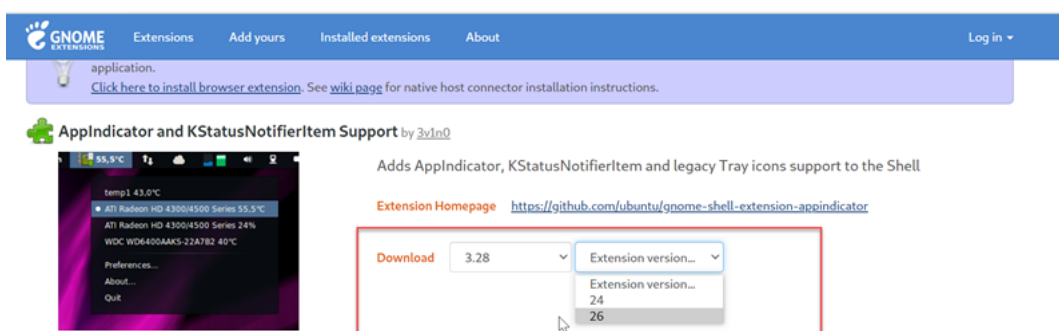 GNOME EXTENSIONS Extensions Add yours Installed extensions About Log in
application.
Click here to install browser extension. See wiki page for native host connector installation instructions.
AppIndicator and KStatusNotifierItem Support by 3v1n0
55,5°C
temp1 43,0°C
ATI Radeon HD 4300/4500 Series 55,5°C
ATI Radeon HD 4300/4500 Series 24%
WDC WD6400AAKS-22A7B2 40°C
Preferences...
About...
Quit
Adds AppIndicator, KStatusNotifierItem and legacy Tray icons support to the Shell
Extension Homepage https://github.com/ubuntu/gnome-shell-extension-appindicator
Download 3.28 Extension version...
Extension version...
24
26